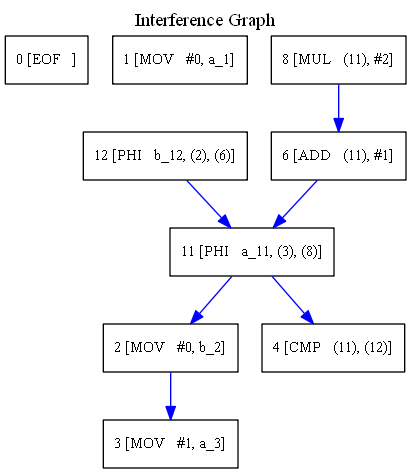 Interference Graph
0 [EOF ]
1 [MOV #0, a_1]
8 [MUL (11), #2]
12 [PHI b_12, (2), (6)]
6 [ADD (11), #1]
11 [PHI a_11, (3), (8)]
2 [MOV #0, b_2]
4 [CMP (11), (12)]
3 [MOV #1, a_3]